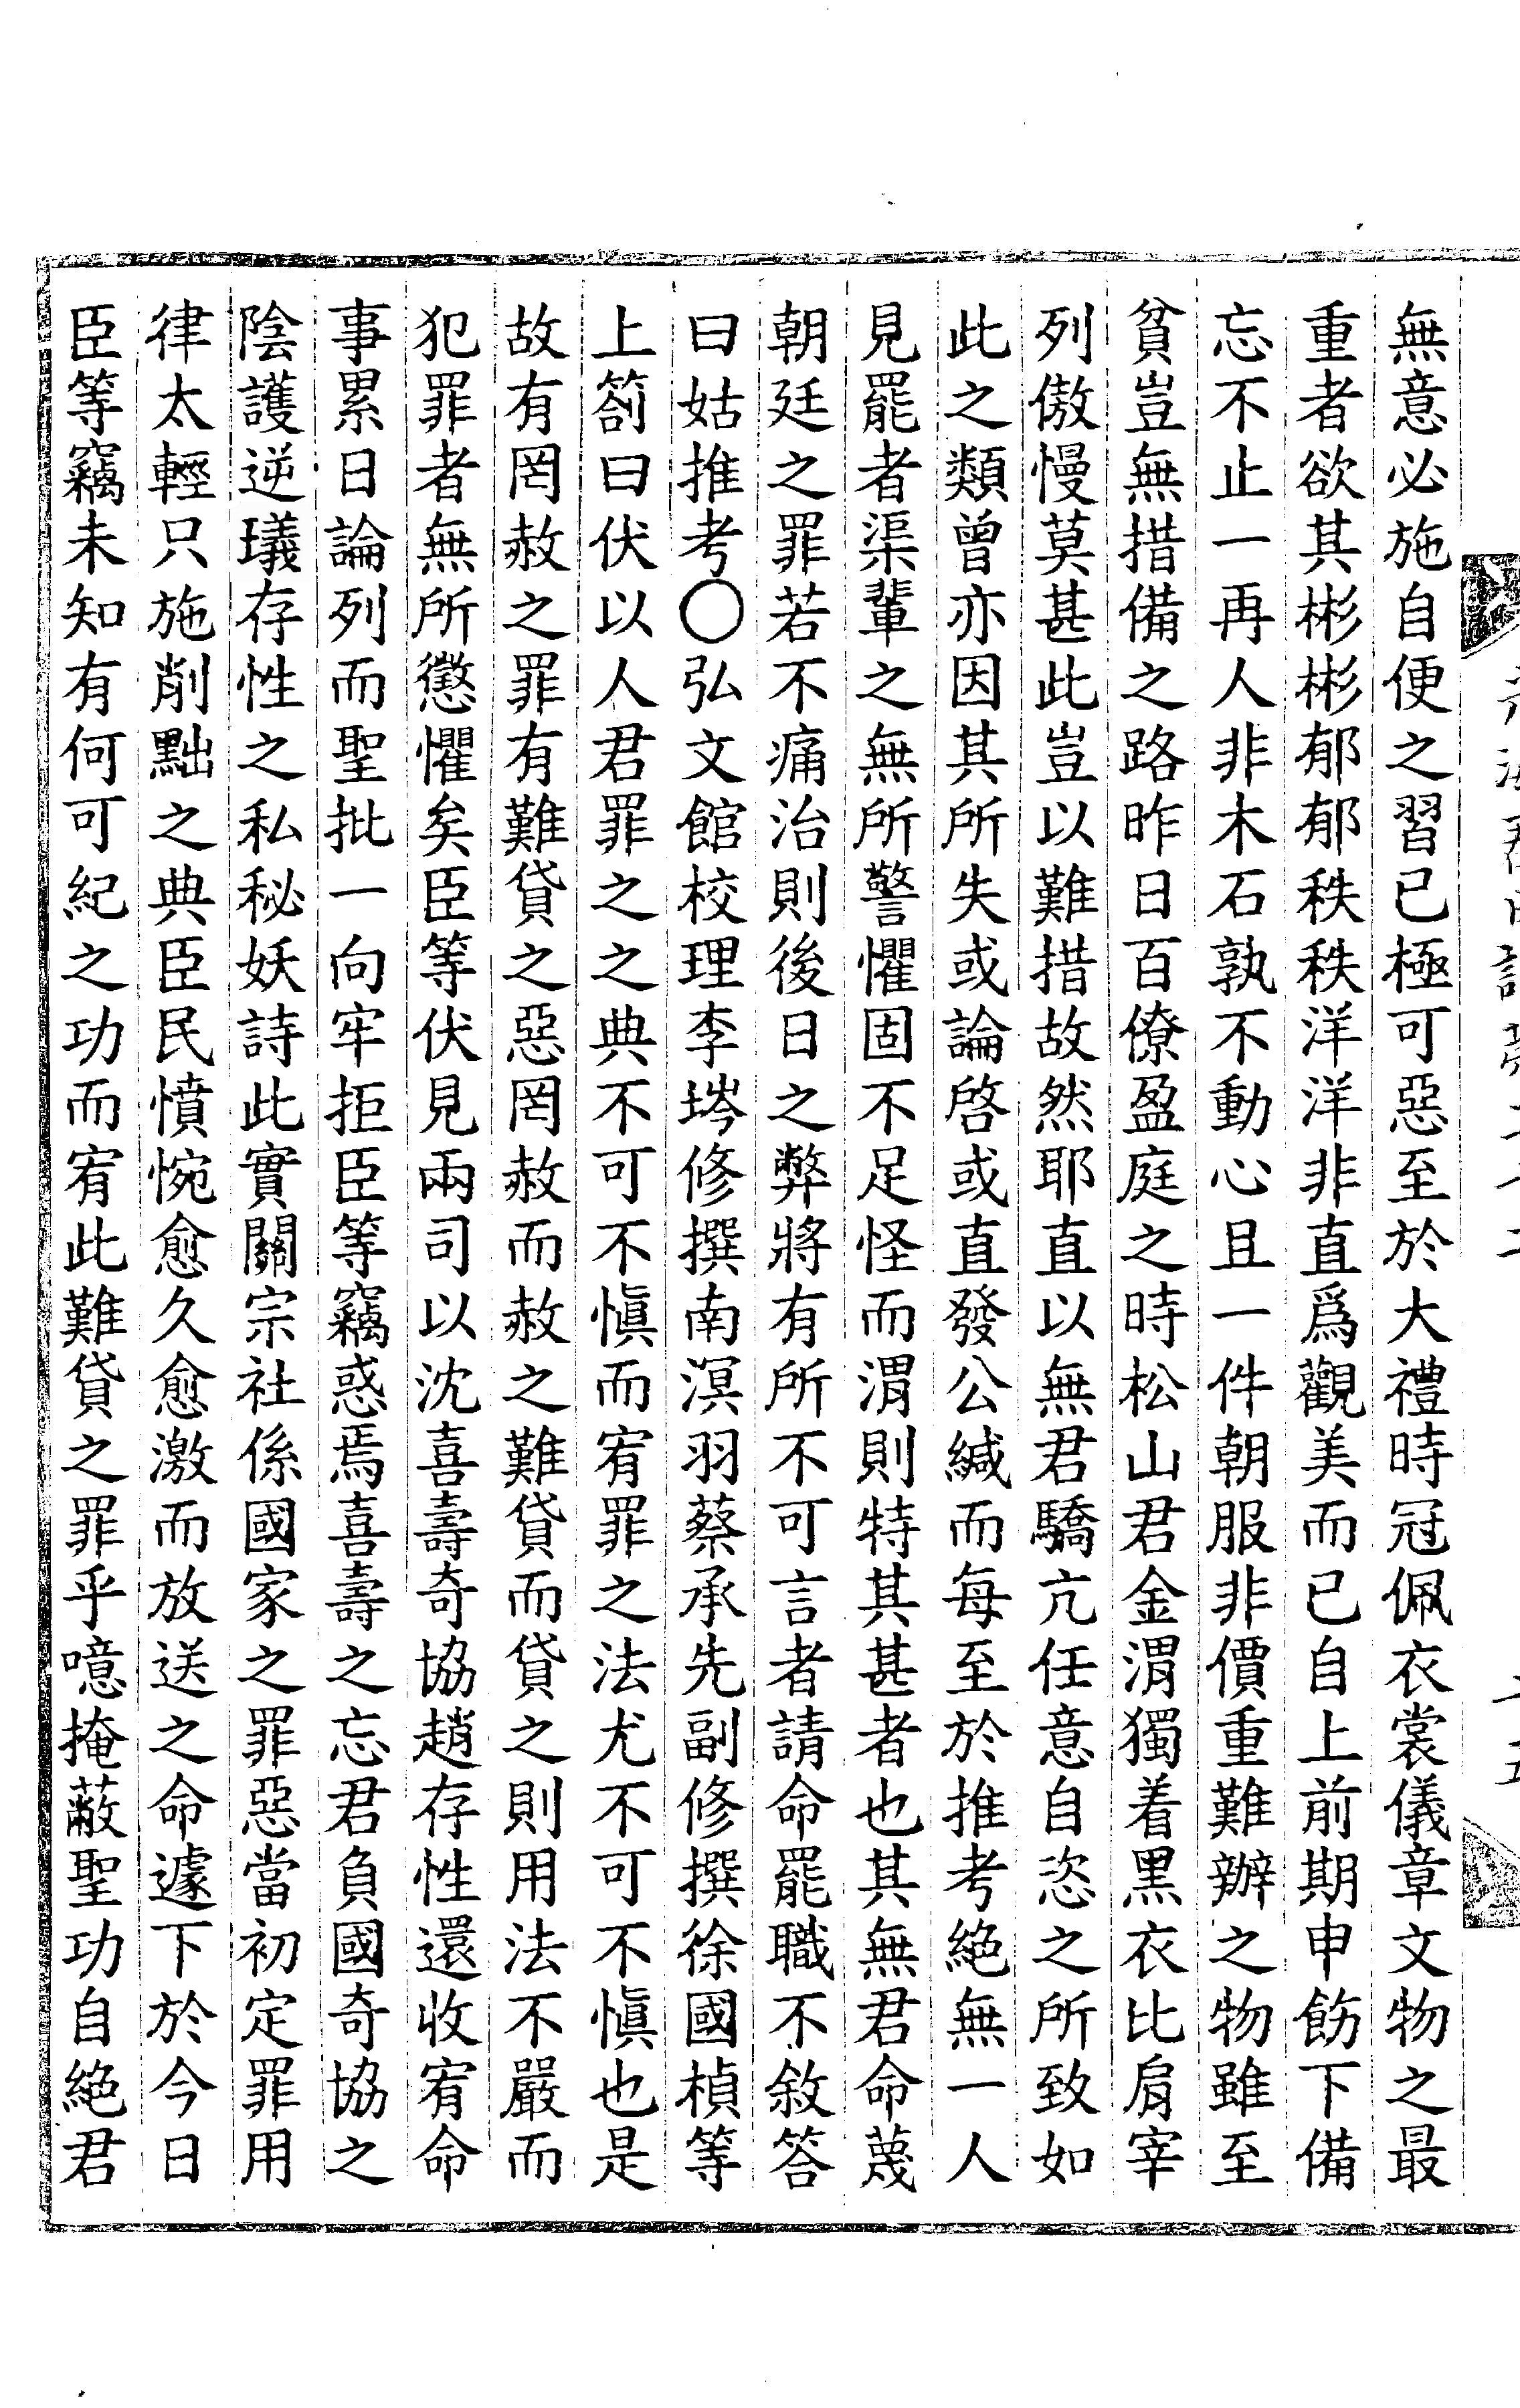 無意必施自便之習已極可惡至於大禮時冠佩衣裳儀章文物之最
重者欲其彬彬郁郁秩秩洋洋非直爲觀美而已自上前期申飭下備
忘不止一再人非木石孰不動心且一件朝服非價重難辦之物雖至
貧豈無措備之路昨日百僚盈庭之時松山君金渭獨着黑衣比肩宰
列傲慢莫甚此豈以難措故然耶直以無君驕亢任意自恣之所致如
此之類曾亦因其所失或論啓或直發公緘而每至於推考絶無一人
見罷者渠輩之無所警懼固不足怪而渭則特其甚者也其無君命蔑
朝廷之罪若不痛治則後日之弊將有所不可言者請命罷職不敘答
曰姑推考〇弘文館校理李埁修撰南溟羽蔡承先副修撰徐國楨等
上箚曰伏以人君罪之之典不可不愼而宥罪之法尤不可不愼也是
故有罔赦之罪有難貸之惡罔赦而赦之難貸而貸之則用法不嚴而
犯罪者無所懲懼矣臣等伏見兩司以沈喜壽奇協趙存性還收宥命
事累日論列而聖批一向牢拒臣等竊惑焉喜壽之忘君負國奇協之
陰護逆㼁存性之私秘妖詩此實關宗社係國家之罪惡當初定罪用
律太輕只施削黜之典臣民憤惋愈久愈激而放送之命遽下於今日
臣等竊未知有何可紀之功而宥此難貸之罪乎噫掩蔽聖功自絶君